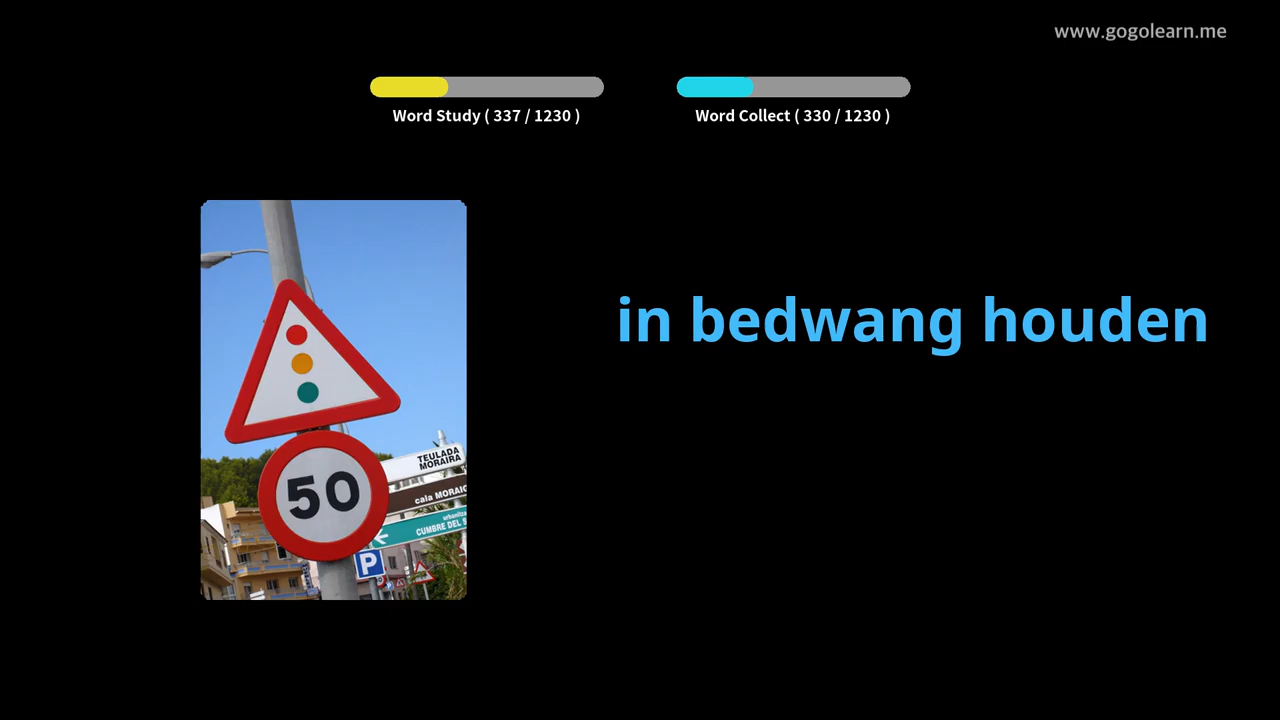 www.gogolearn.me
Word Study ( 337 / 1230 )
Word Collect ( 330 / 1230 )
in bedwang houden
50
TEULADA
MORAIRA
cala MORAIG
urbanitza
CUMBRE DEL S
P